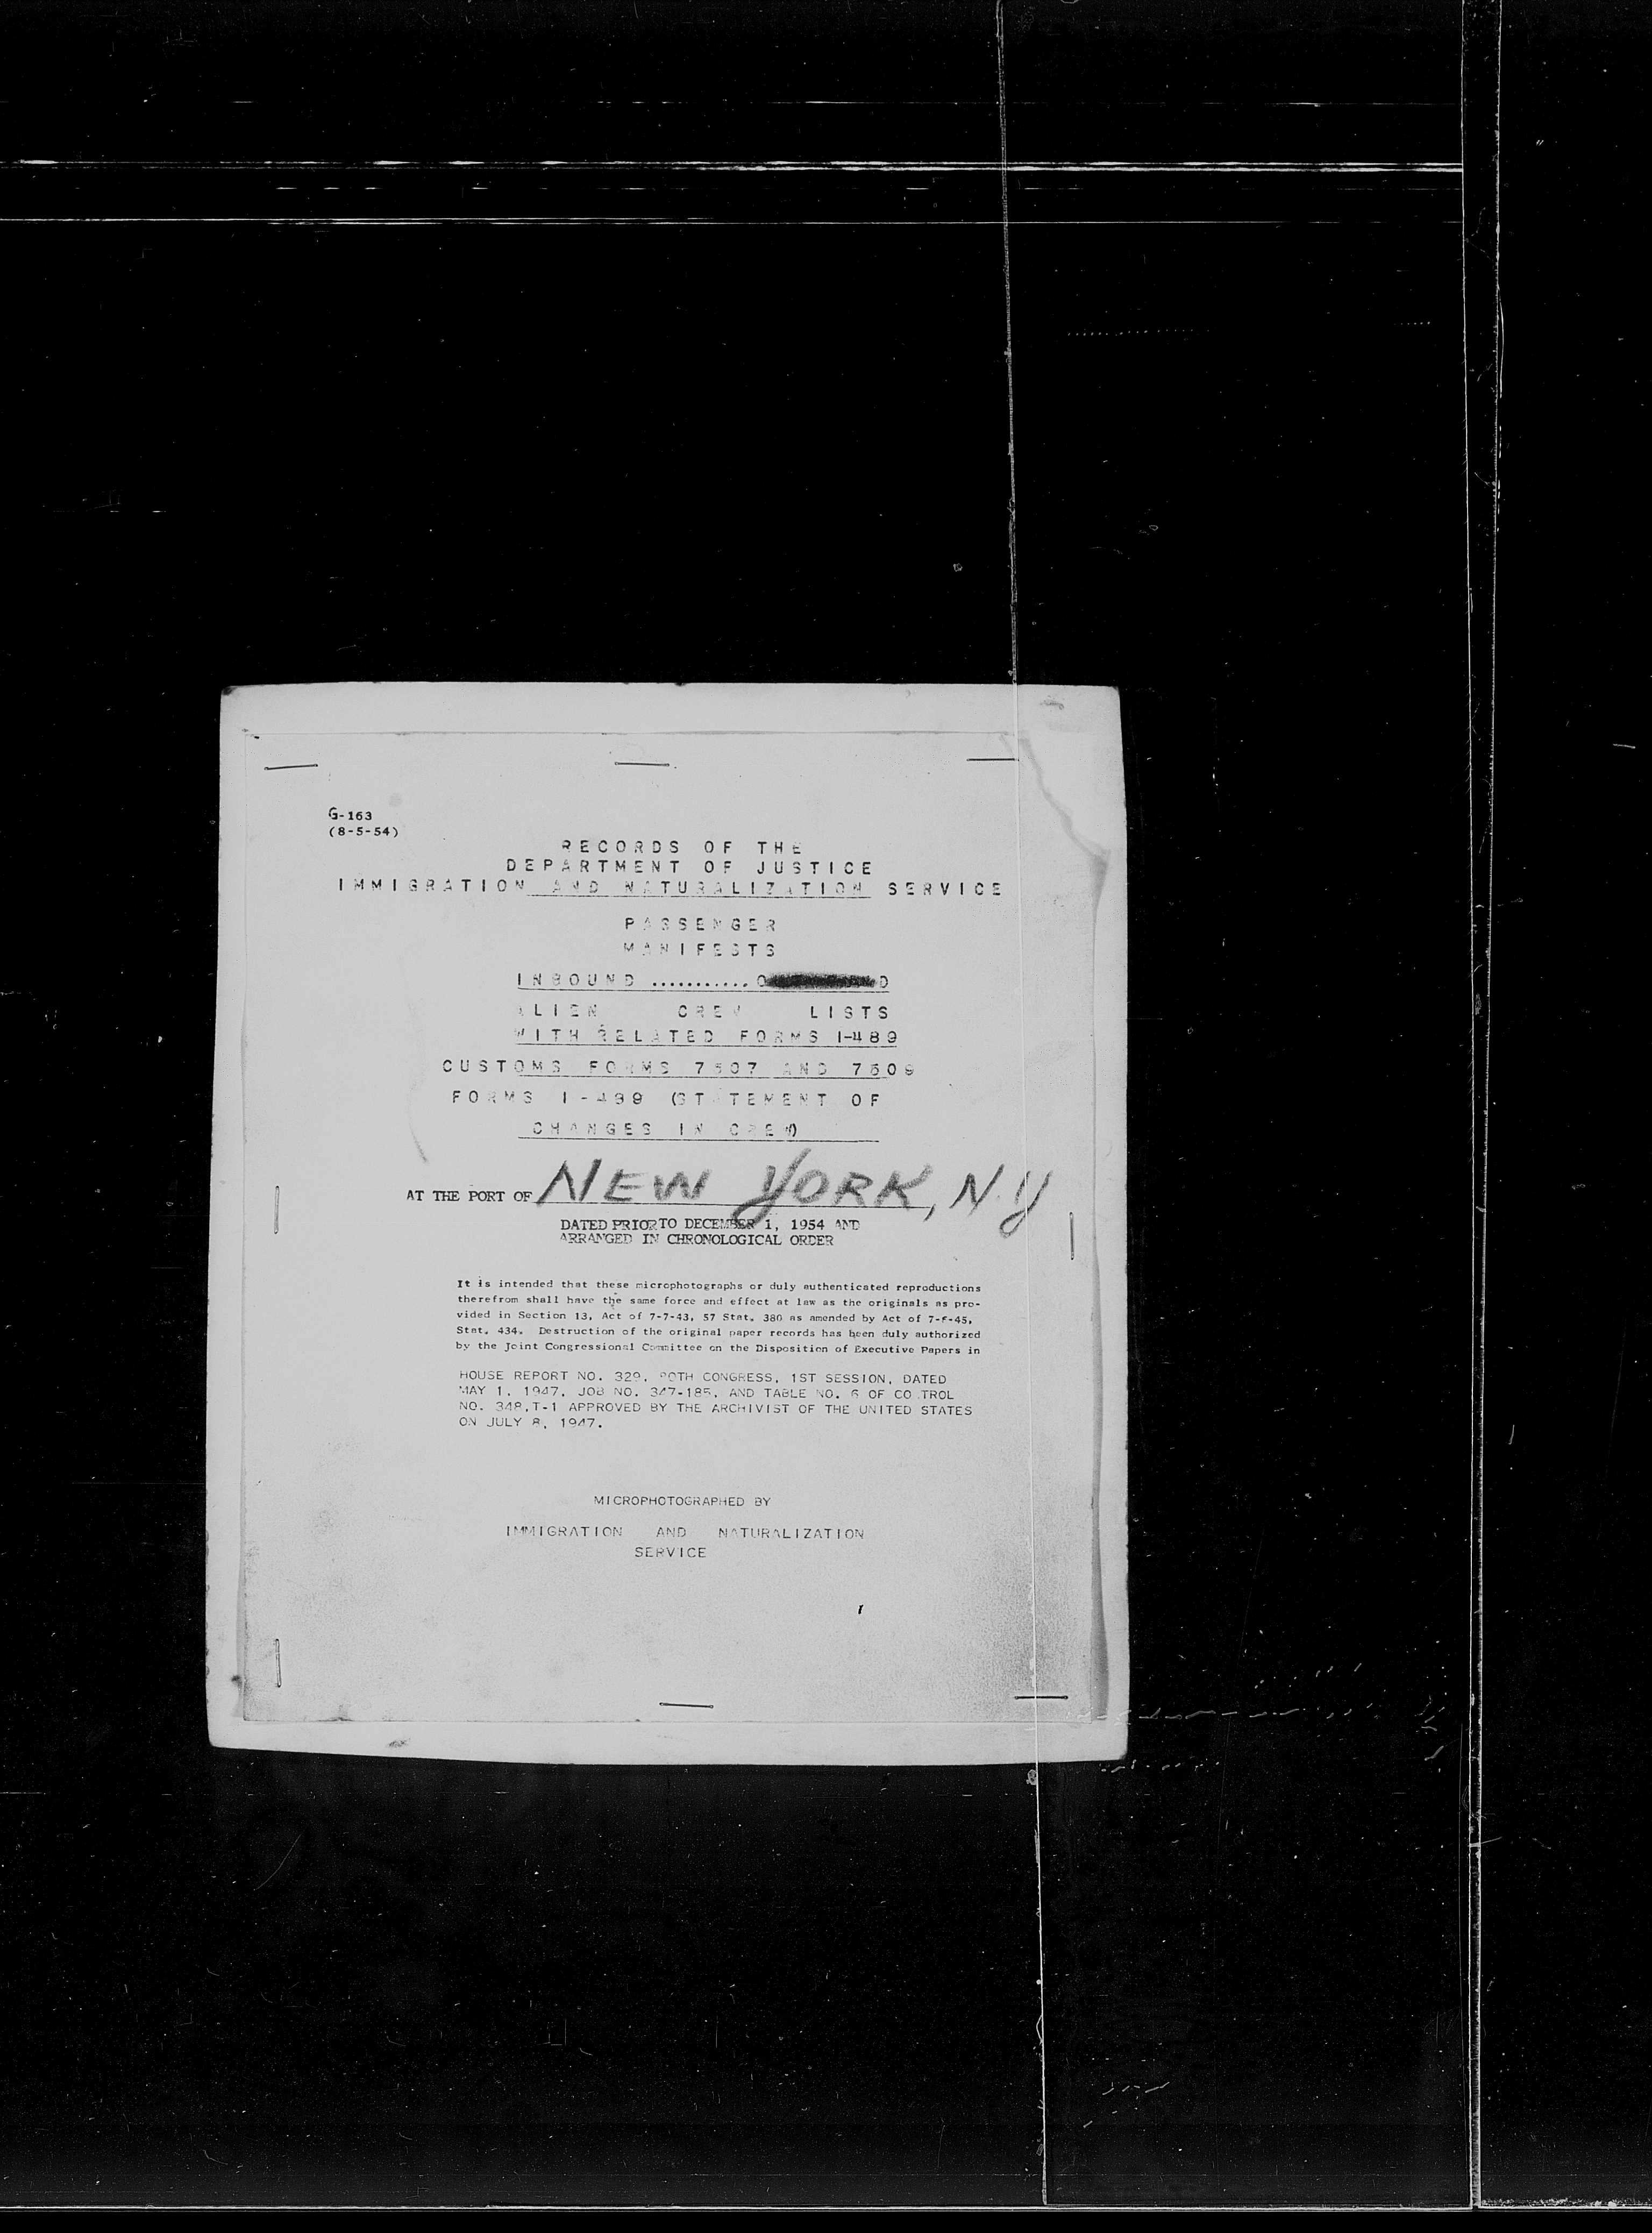 G-163
(8-5-54)
RECORDS OF THE
DEPARTMENT OF JUSTICE
IMMIGRATION AND NATURALIZATION SERVICE
PASSENGER
MANIFESTS
INBOUND ...........
ALIEN CREW LISTS
WITH RELATED FORMS I-489
CUSTOMS FORMS 7507 AND
FORMS (STATEMENT OF
CHANGES IN CREW)
AT THE PORT OF NEW YORK, N.Y
DATED PRIOR TO DECEMBER 1, 1954 AND
ARRANGED IN CHRONOLOGICAL ORDER
It is intended that these microphotographs or duly authenticated reproductions
therefrom shall have the same force and effect at law as the originals as pro-
vided in Section 13, Act of 7-7-43, 57 Stat. 380 as amended by Act of
Stat. 434. Destruction of the original paper records has been duly authorized
by the Joint Congressional Committee on the Disposition of Executive Papers in
HOUSE REPORT NO. 329, 80TH CONGRESS, 1ST SESSION, DATED
MAY 1, 1947, JOB NO. 347-185, AND TABLE NO. 6 OF CO TROL
NO. 348,T-1 APPROVED BY THE ARCHIVIST OF THE UNITED STATES
ON JULY 8, 1947.
MICROPHOTOGRAPHED BY
IMMIGRATION AND NATURALIZATION
SERVICE